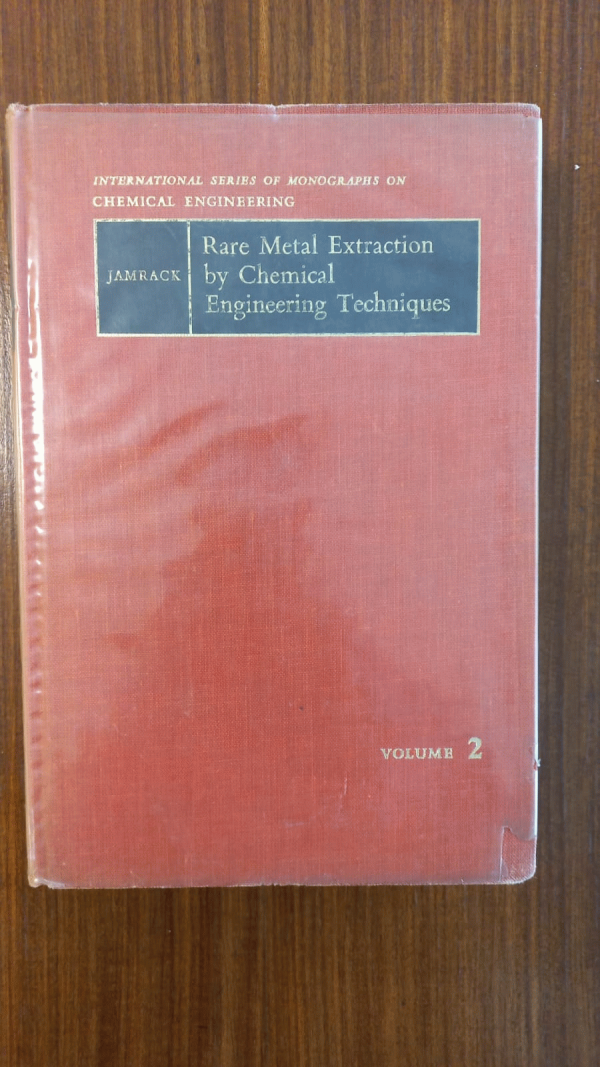 INTERNATIONAL SERIES OF MONOGRAPHS ON
CHEMICAL ENGINEERING
JAMRACK
Rare Metal Extraction
by Chemical
Engineering Techniques
VOLUME 2